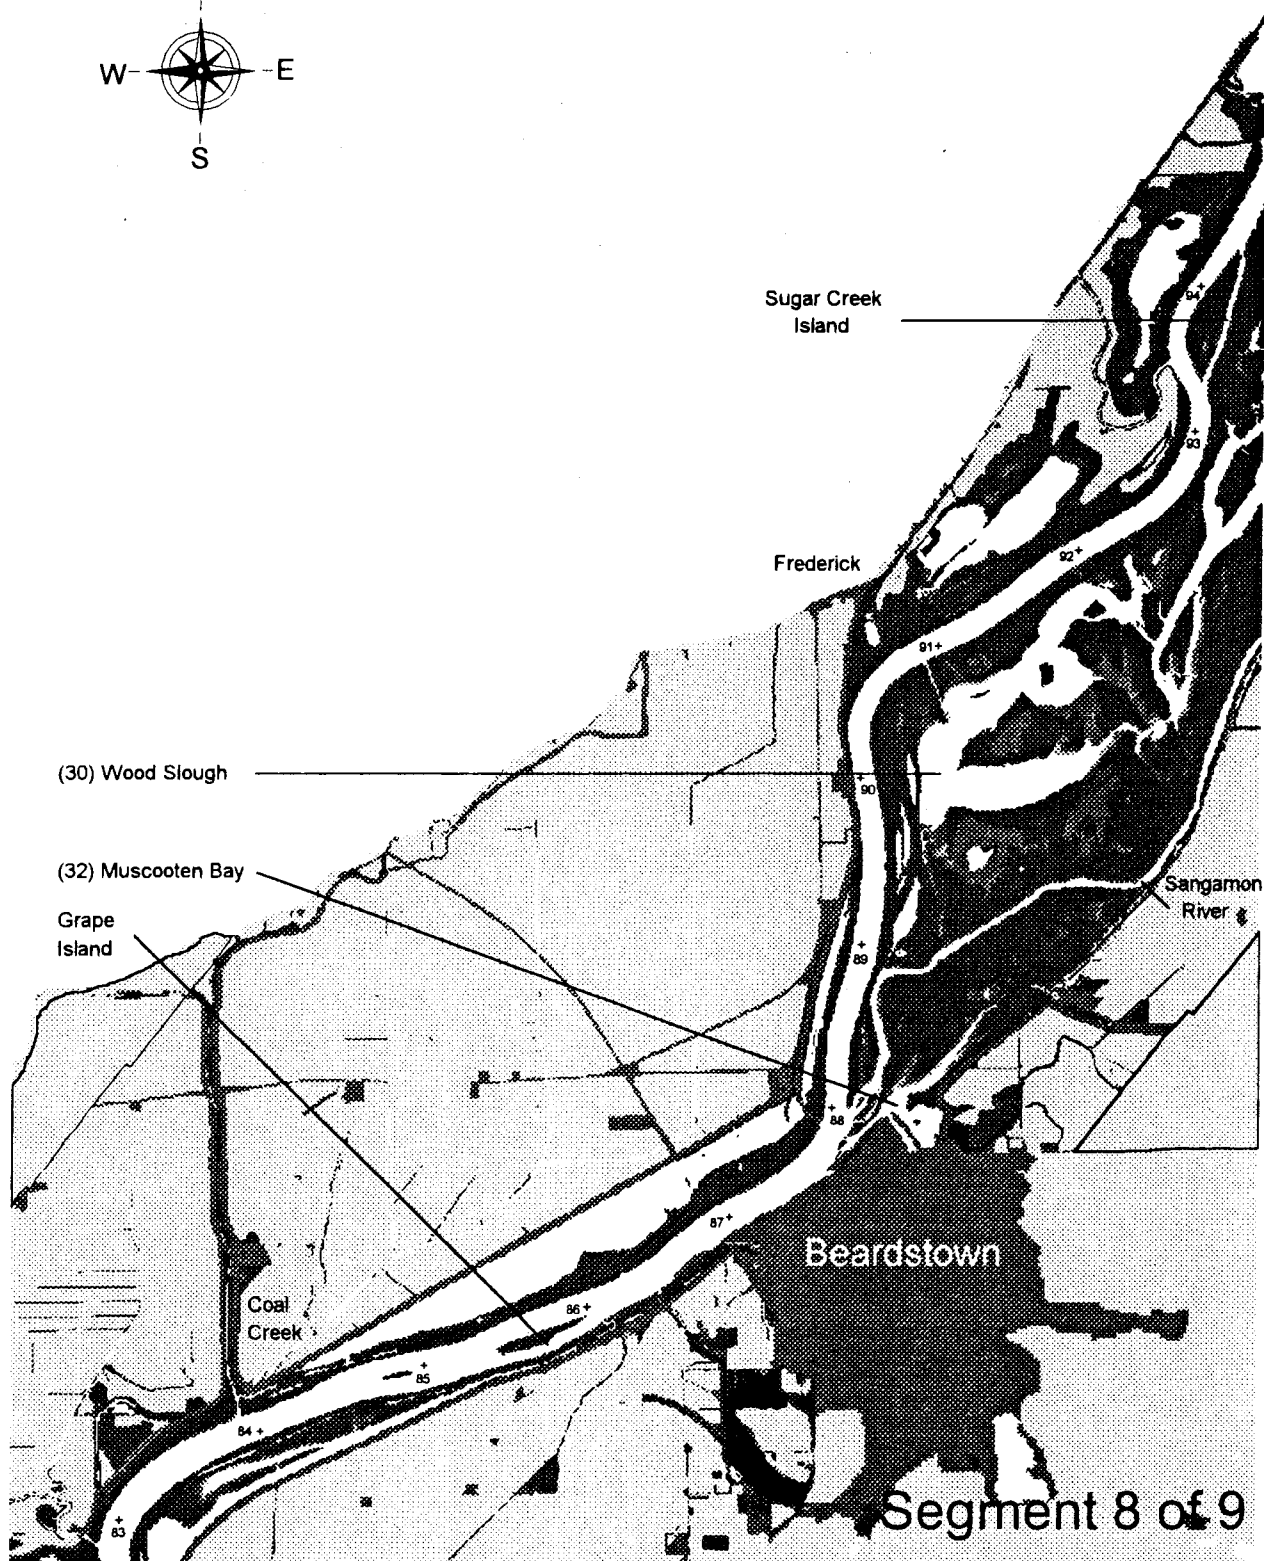 W E
S
Sugar Creek
Island
94
93
92
Frederick
91
(30) Wood Slough
90
(32) Muscooten Bay
Sangamon
River
Grape
Island
89
88
87
Beardstown
86
Coal
Creek
85
84
Segment 8 of 9
83